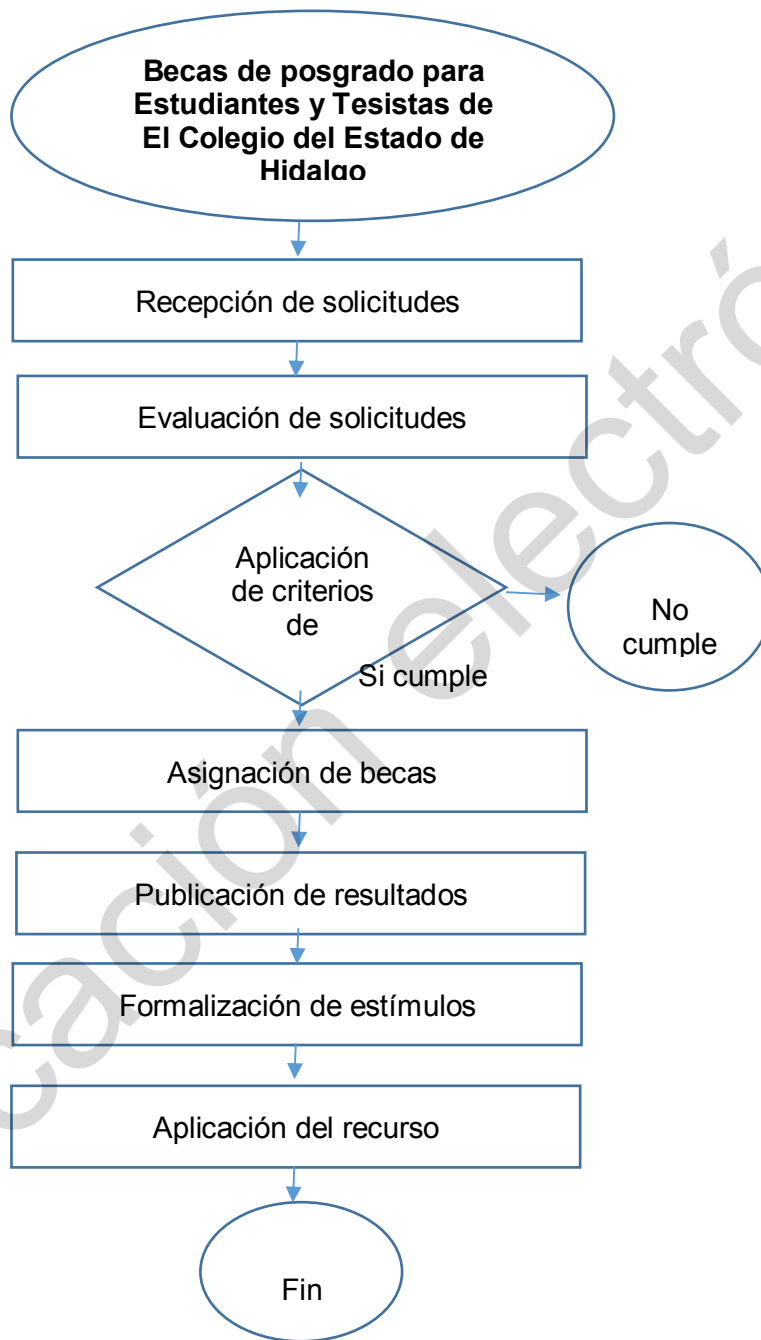 Becas de posgrado para
Estudiantes y Tesistas de
El Colegio del Estado de
Hidalgo
Recepción de solicitudes
Evaluación de solicitudes
Aplicación
de criterios
de
No
cumple
Si cumple
Asignación de becas
Publicación de resultados
Formalización de estímulos
Aplicación del recurso
Fin
cación electró